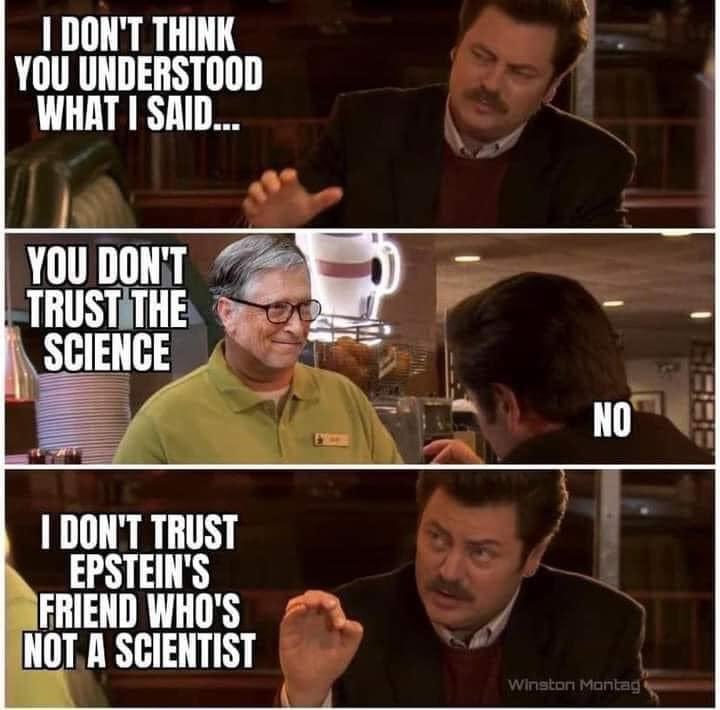 I DON'T THINK
YOU UNDERSTOOD
WHAT I SAID...
YOU DON'T
TRUST THE
SCIENCE
NO
I DON'T TRUST
EPSTEIN'S
FRIEND WHO'S
NOT A SCIENTIST
Winston Montag